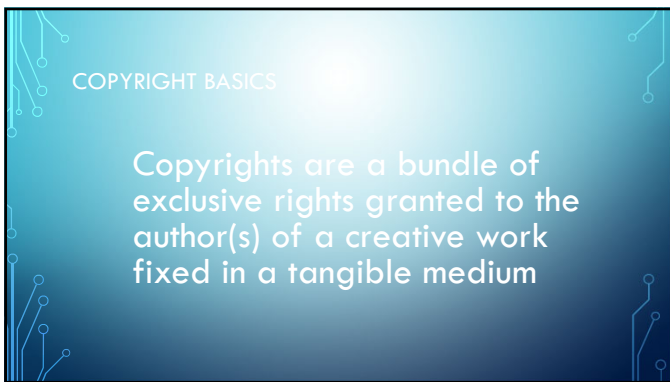 COPYRIGHT BASICS
Copyrights are a bundle of
exclusive rights granted to the
author(s) of a creative work
fixed in a tangible medium